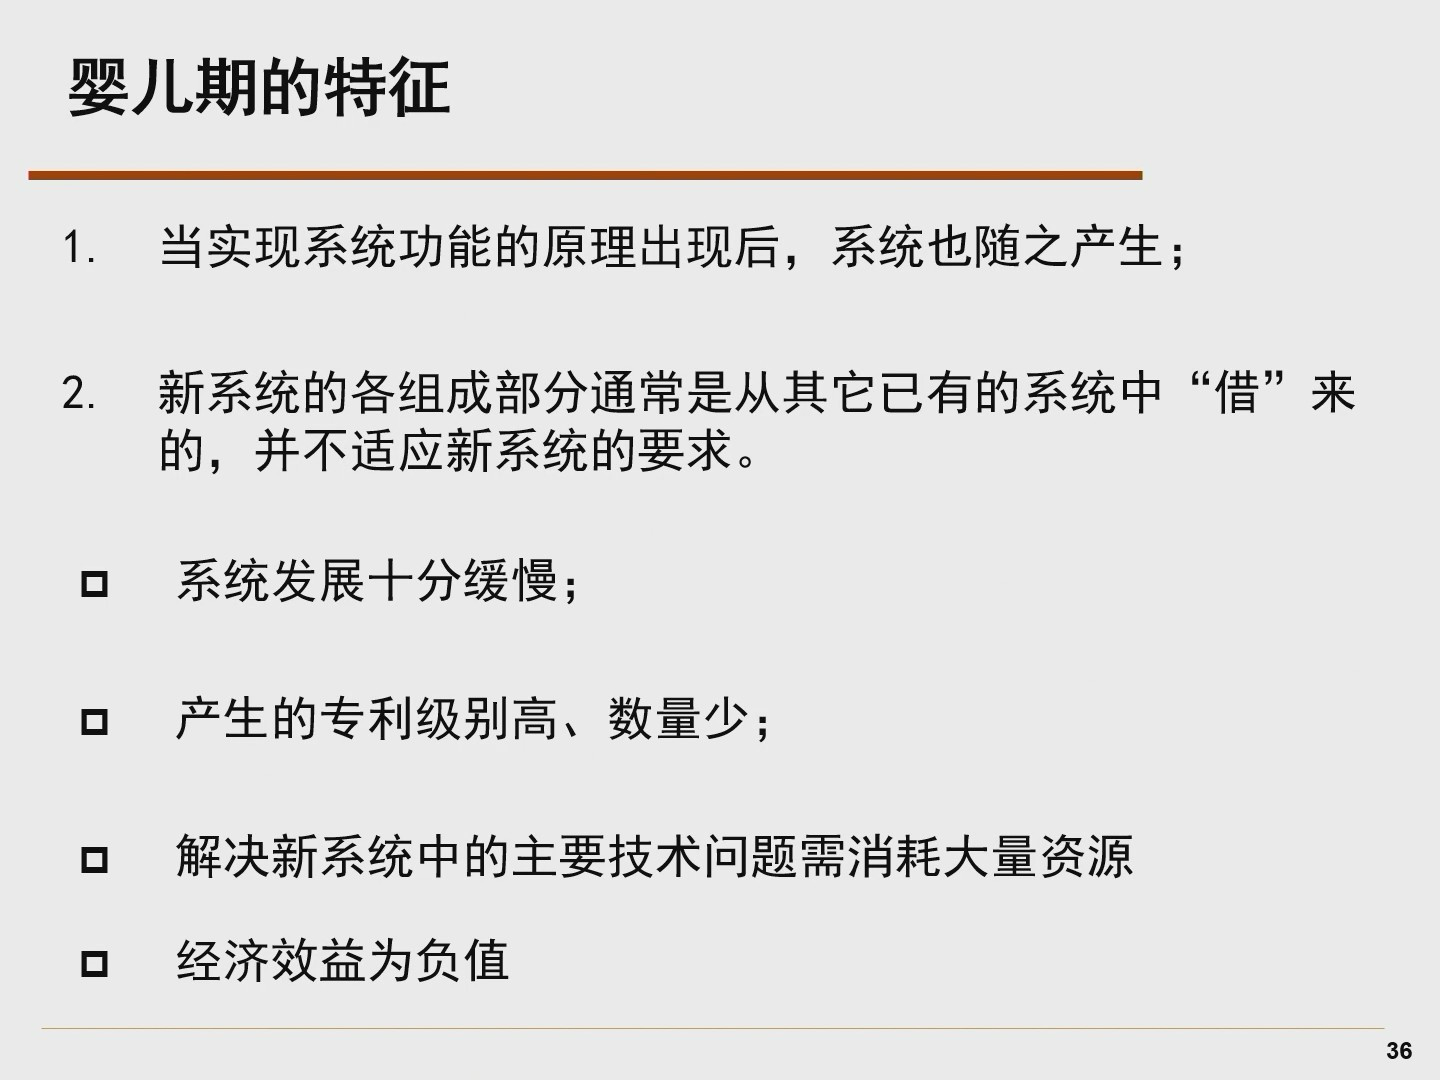 婴儿期的特征
1. 当实现系统功能的原理出现后，系统也随之产生；
2. 新系统的各组成部分通常是从其它已有的系统中“借”来
的，并不适应新系统的要求。
系统发展十分缓慢；
产生的专利级别高、数量少；
解决新系统中的主要技术问题需消耗大量资源
经济效益为负值
36